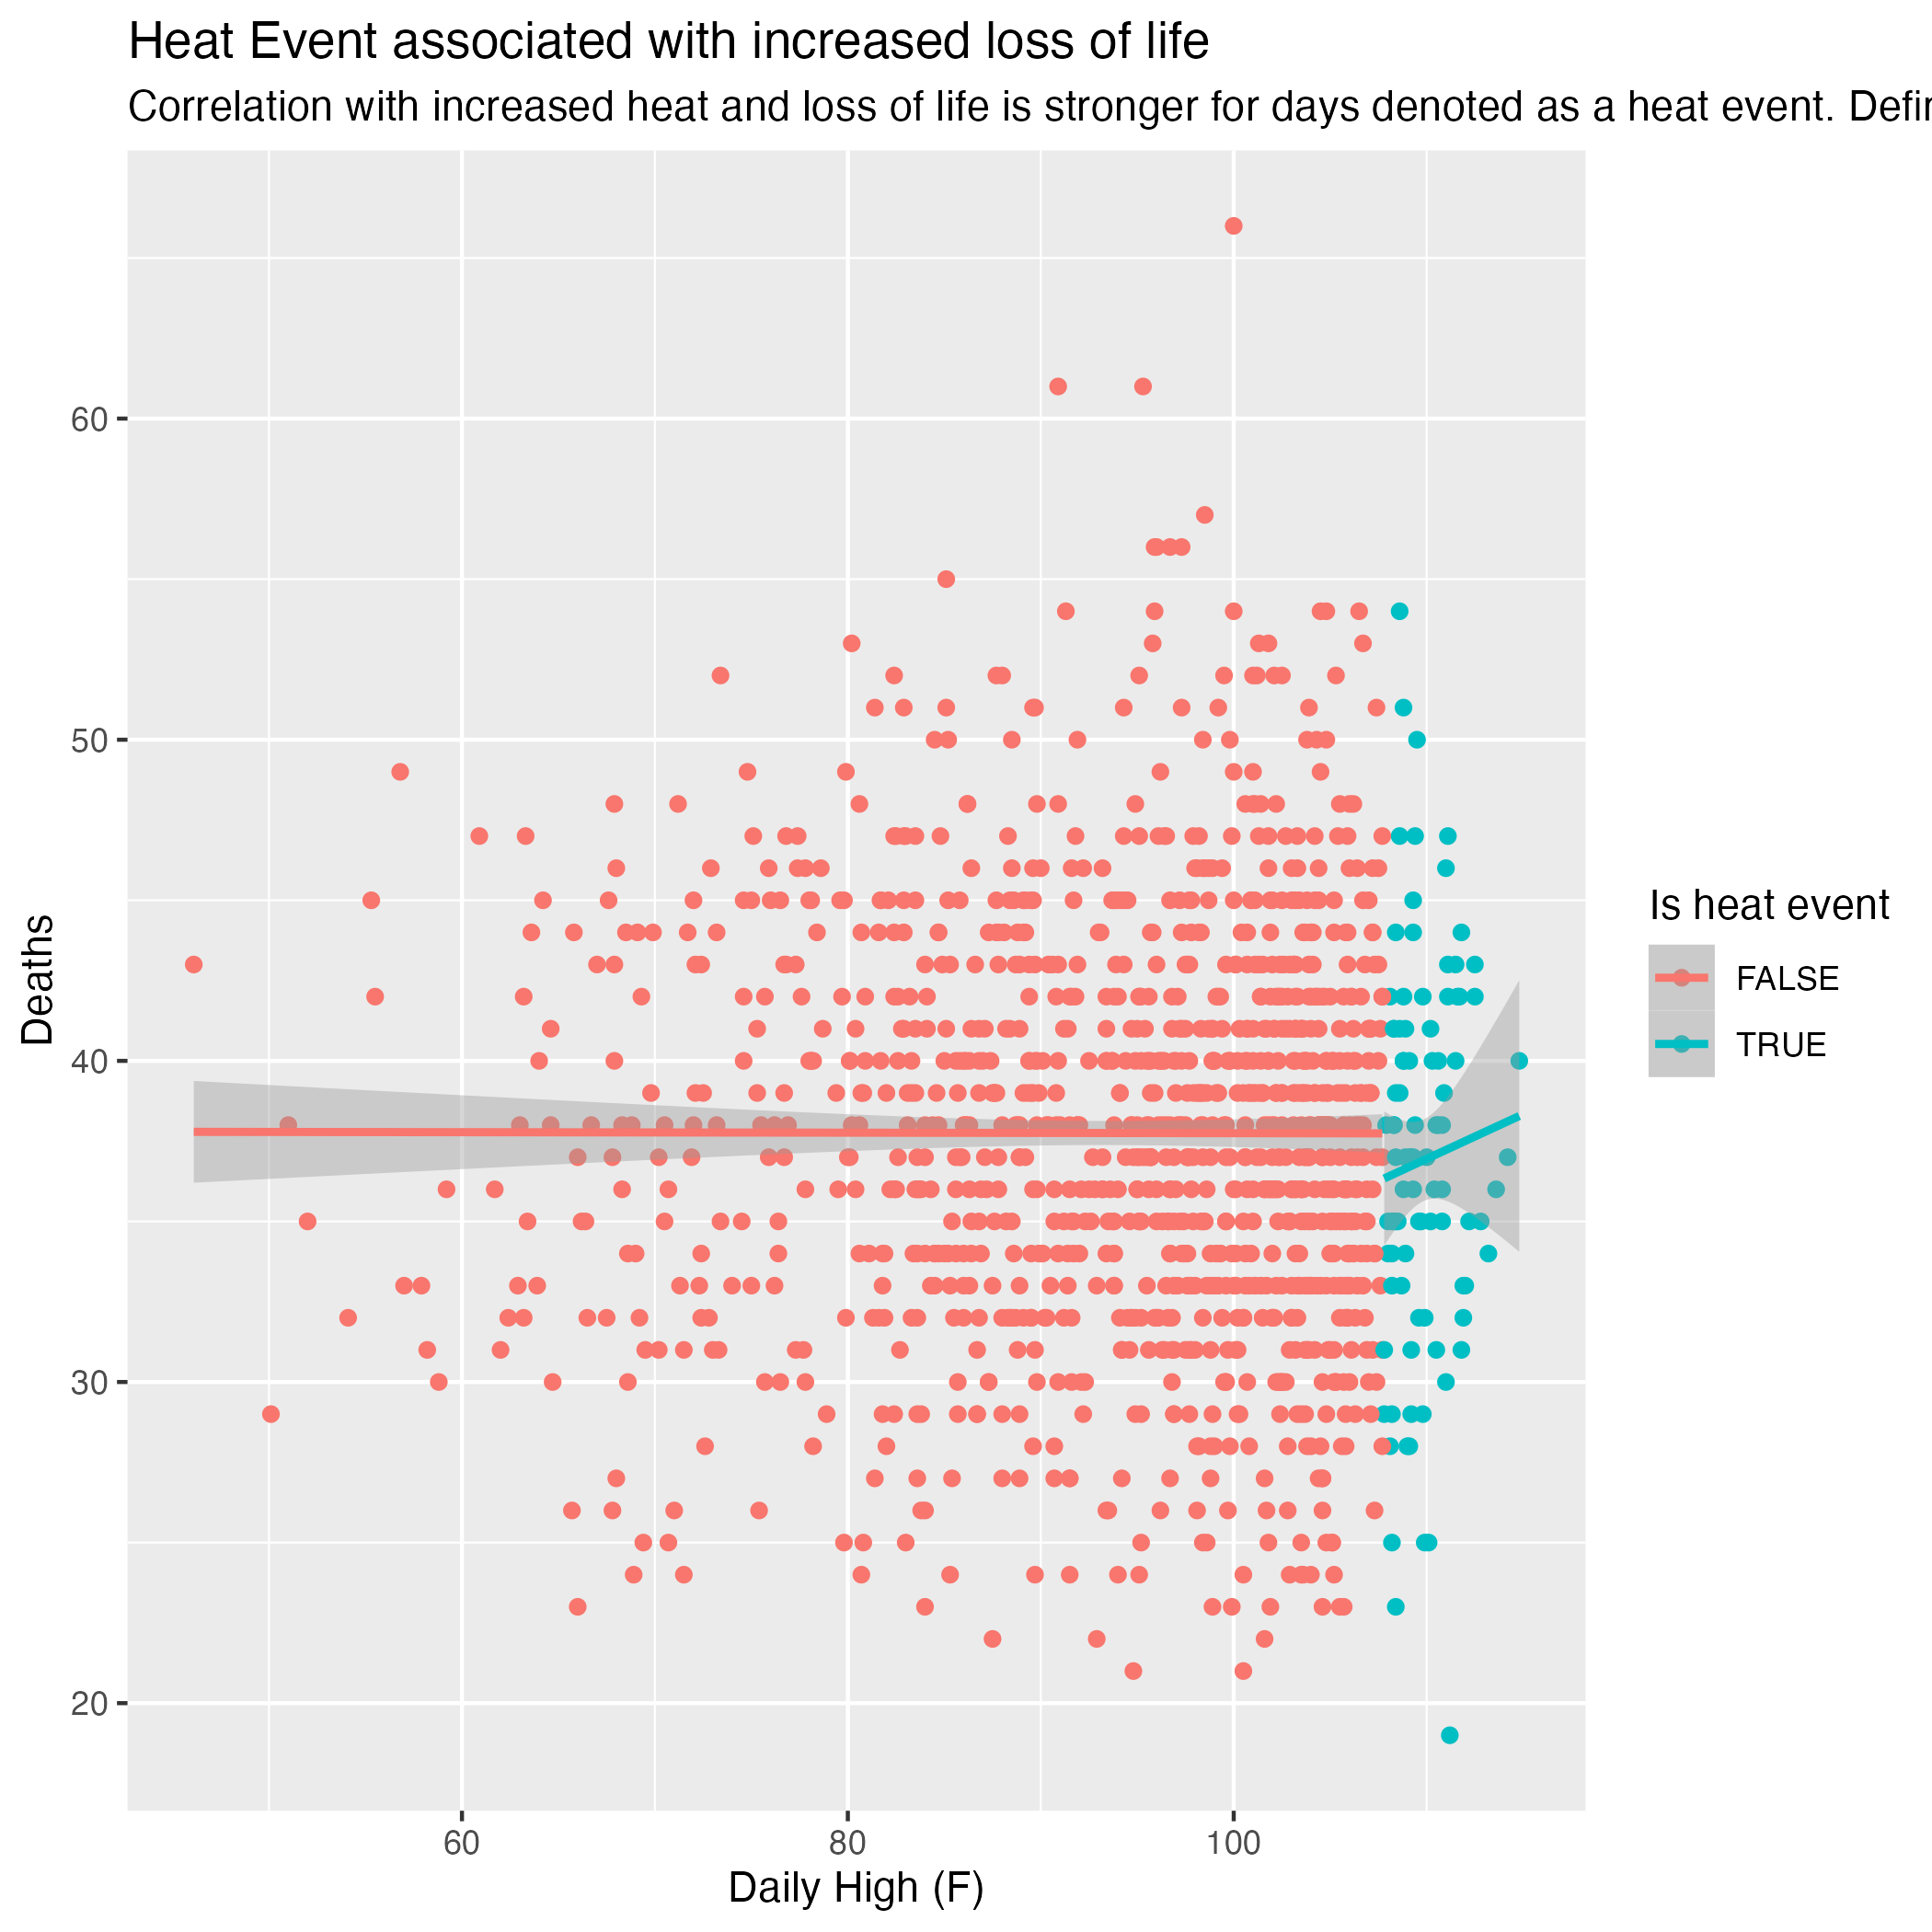 Heat Event associated with increased loss of life
Correlation with increased heat and loss of life is stronger for days denoted as a heat event.
60
50
40
30
20
Deaths
60
80
100
Daily High (F)
Is heat event
FALSE
TRUE